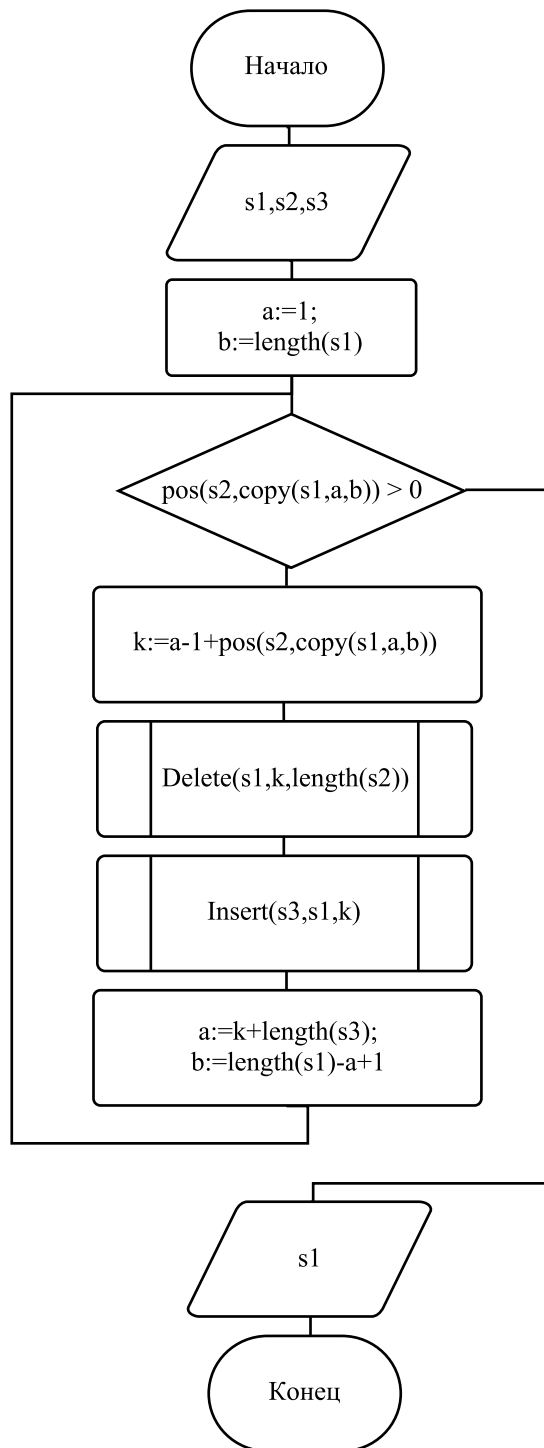 Начало
s1,s2,s3
a:=1;
b:=length(s1)
pos(s2,copy(s1,a,b)) > 0
k:=a-1+pos(s2,copy(s1,a,b))
Delete(s1,k,length(s2))
Insert(s3,s1,k)
a:=k+length(s3);
b:=length(s1)-a+1
s1
Конец